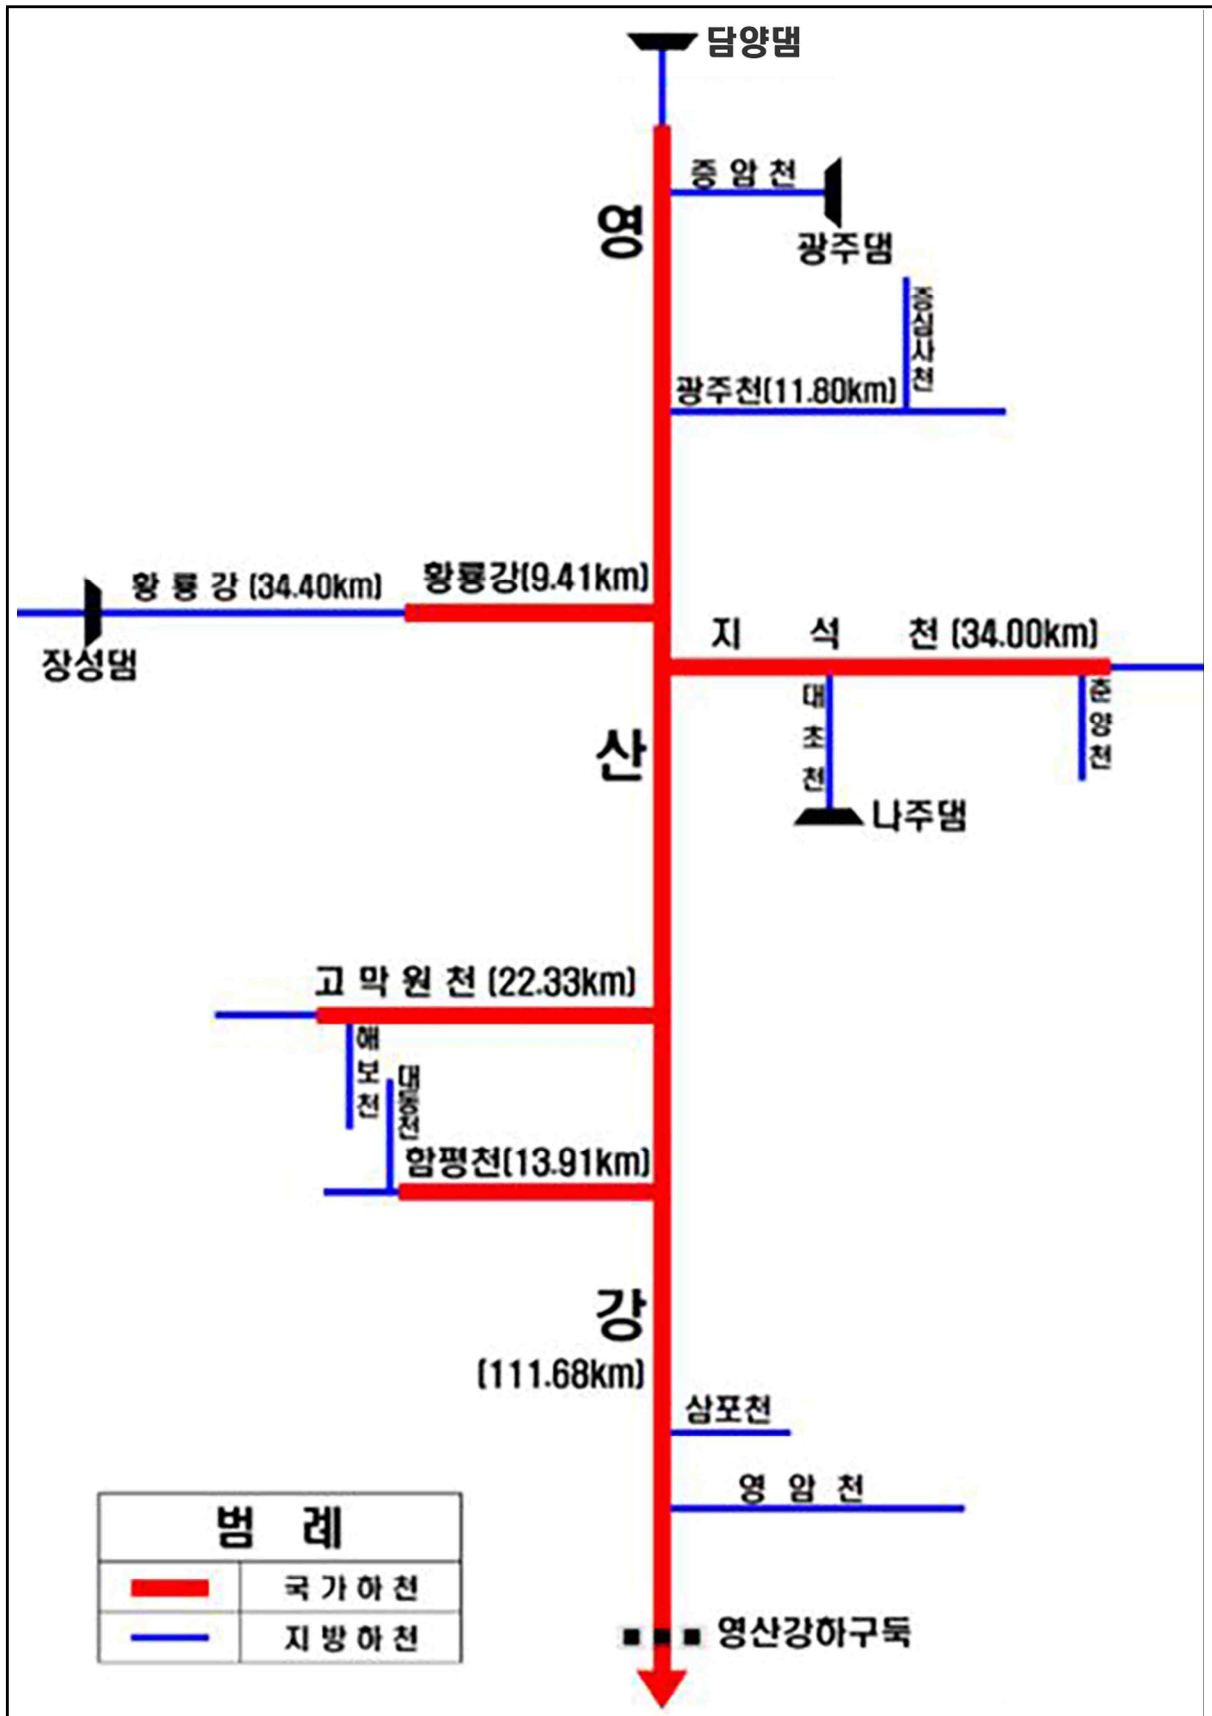 담양댐
증 암 천
영
광주댐
증심사천
광주천(11.80km)
황룡강(9.41km)
황 룡 강 (34.40km)
장성댐
지 석 천 (34.00km)
대초천
산
나주댐
고 막 원 천 (22.33km)
해보천
대동천
함평천(13.91km)
강
(111.68km)
삼포천
영 암 천
범 례
국 가 하 천
지 방 하 천
영산강하구둑